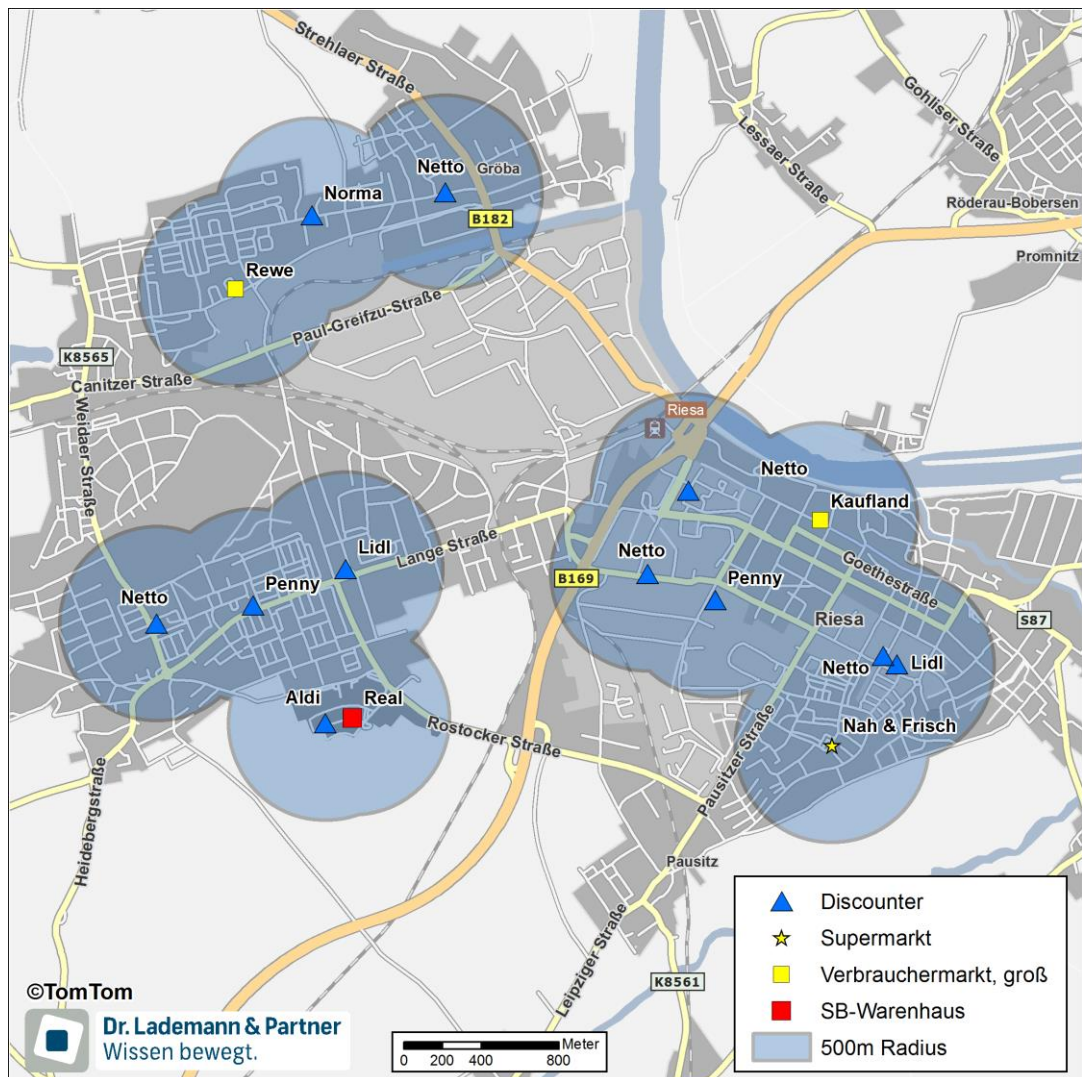 Strehlaer Straße
Gohliser Straße
Lessaer Straße
Netto
Gröba
Norma
B182
Röderau-Bobersen
Promnitz
Rewe
Paul-Greifzu-Straße
K8565
Canitzer Straße
Weidaer Straße
Riesa
Netto
Kaufland
Lidl
Lange Straße
Netto
B169
Penny
Goethestraße
Penny
Netto
Riesa
S87
Netto
Lidl
Aldi
Real
Rostocker Straße
Nah & Frisch
Pausitzer Straße
Heidebergstraße
Pausitz
Leipziger Straße
K8561
Discounter
Supermarkt
Verbrauchermarkt, groß
SB-Warenhaus
500m Radius
©TomTom
Dr. Lademann & Partner
Wissen bewegt.
Meter
0 200 400 800